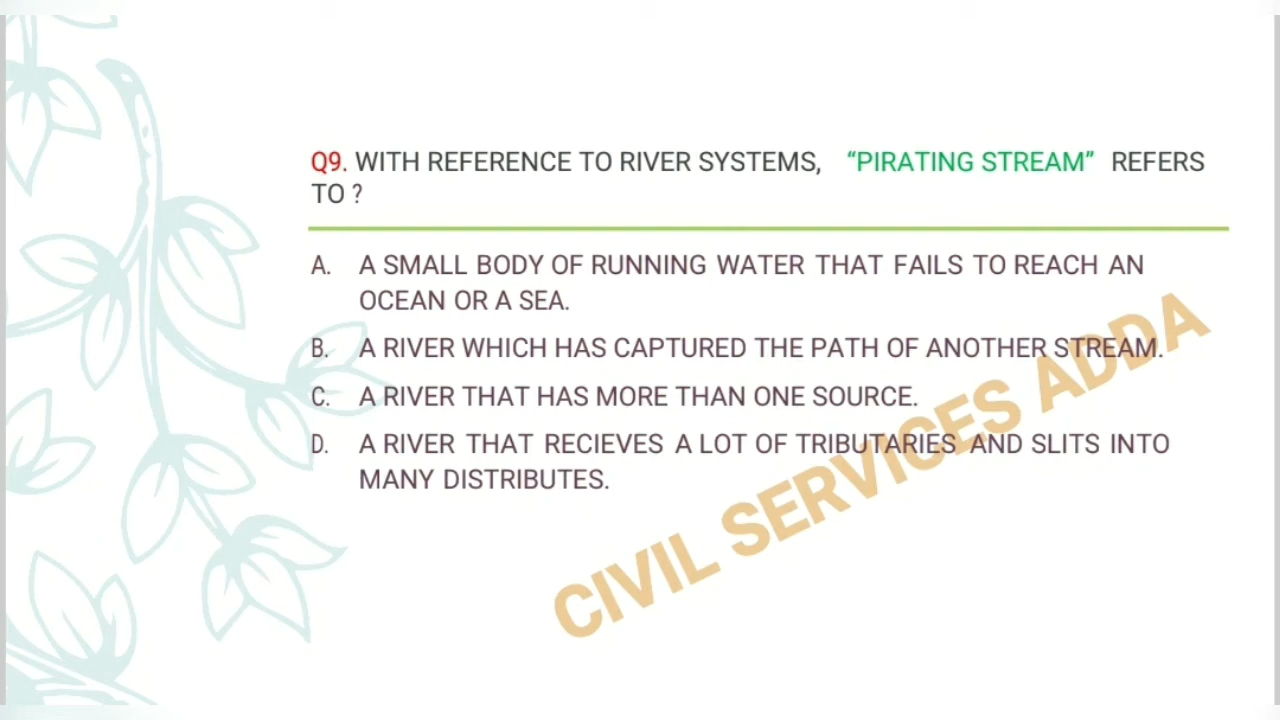 Q9. WITH REFERENCE TO RIVER SYSTEMS, “PIRATING STREAM” REFERS
TO ?
A. A SMALL BODY OF RUNNING WATER THAT FAILS TO REACH AN
OCEAN OR A SEA.
B. A RIVER WHICH HAS CAPTURED THE PATH OF ANOTHER STREAM.
C. A RIVER THAT HAS MORE THAN ONE SOURCE.
D. A RIVER THAT RECIEVES A LOT OF TRIBUTARIES AND SLITS INTO
MANY DISTRIBUTES.
CIVIL SERVICES ADDA